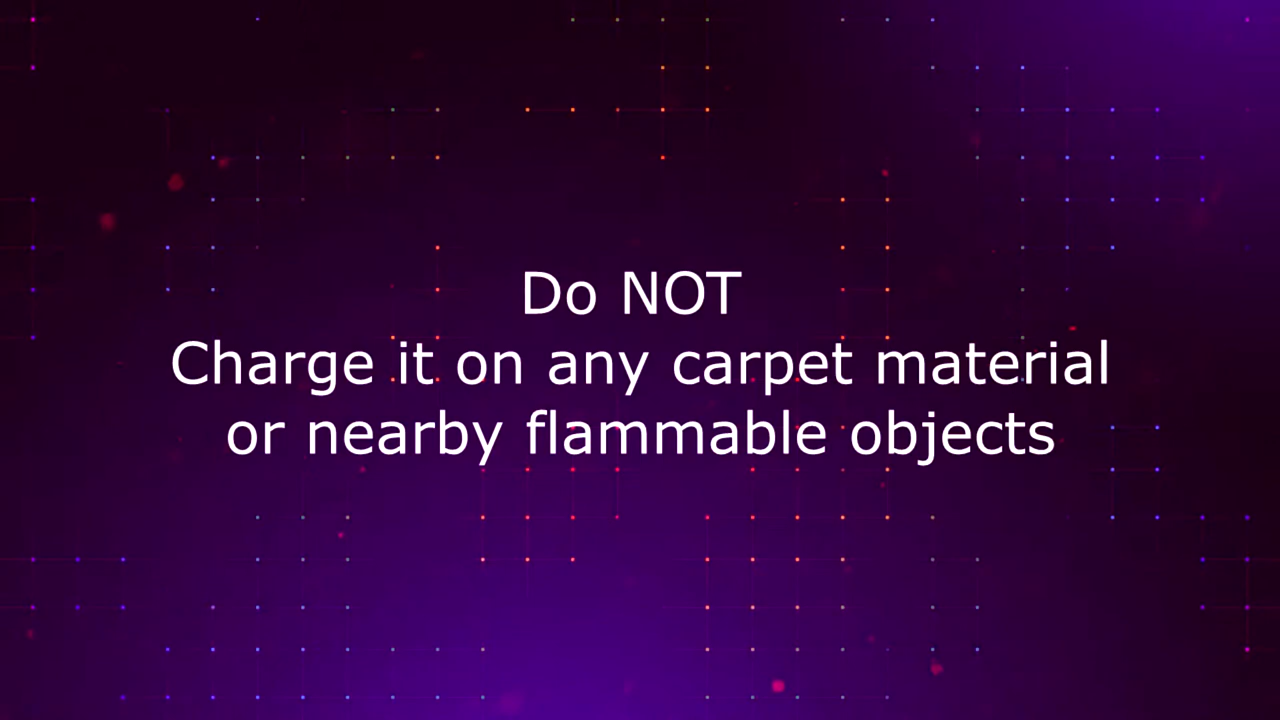 Do NOT
Charge it on any carpet material
or nearby flammable objects